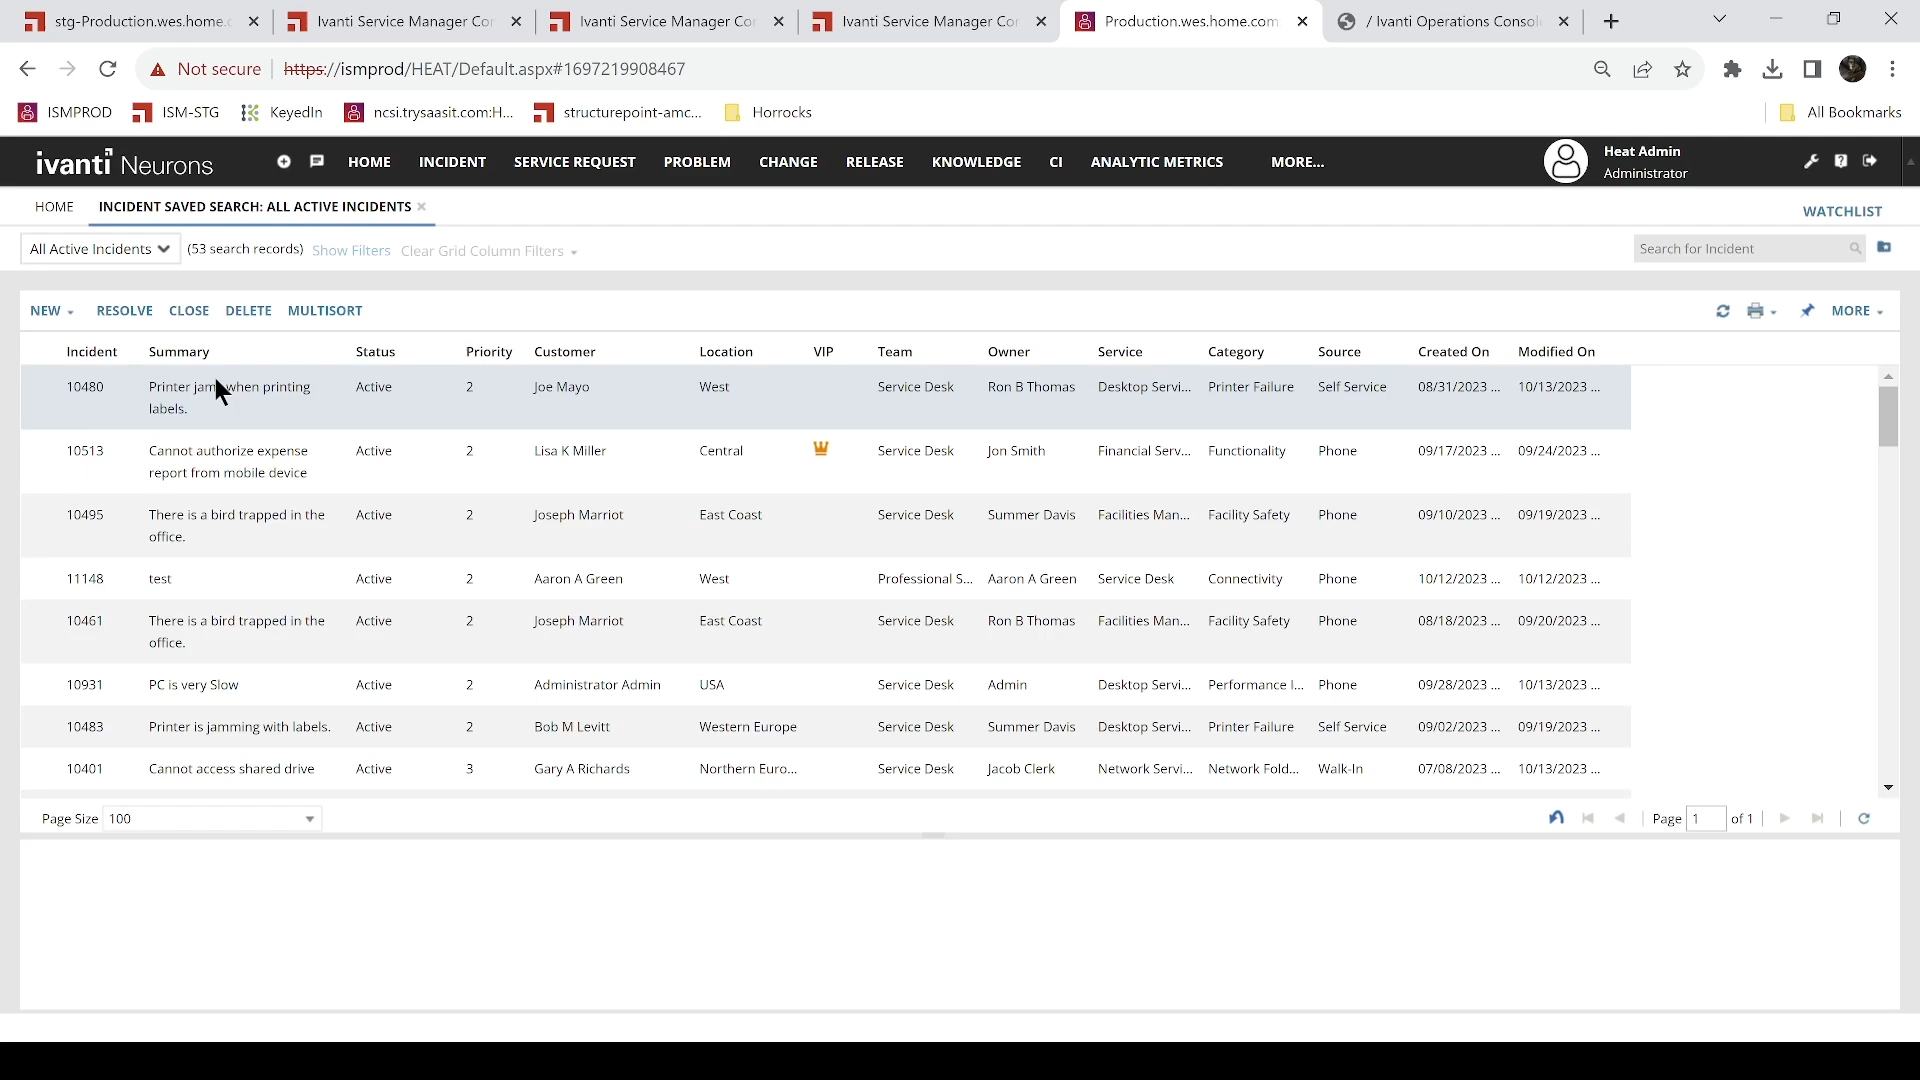 stg-Production.wes.home.c
Ivanti Service Manager Cor
Ivanti Service Manager Cor
Ivanti Service Manager Cor
Production.wes.home.com
/ Ivanti Operations Consol
Not secure https://ismprod/HEAT/Default.aspx#1697219908467
ISMPROD ISM-STG KeyedIn ncsi.trysaasit.com:H... structurepoint-amc... Horrocks All Bookmarks
ivanti Neurons HOME INCIDENT SERVICE REQUEST PROBLEM CHANGE RELEASE KNOWLEDGE CI ANALYTIC METRICS MORE...
Heat Admin
Administrator
HOME INCIDENT SAVED SEARCH: ALL ACTIVE INCIDENTS WATCHLIST
All Active Incidents (53 search records) Show Filters Clear Grid Column Filters Search for Incident
NEW RESOLVE CLOSE DELETE MULTISORT MORE
Incident Summary Status Priority Customer Location VIP Team Owner Service Category Source Created On Modified On
10480 Printer jam when printing Active 2 Joe Mayo West Service Desk Ron B Thomas Desktop Servi... Printer Failure Self Service 08/31/2023 ... 10/13/2023 ...
labels.
10513 Cannot authorize expense Active 2 Lisa K Miller Central Service Desk Jon Smith Financial Serv... Functionality Phone 09/17/2023 ... 09/24/2023 ...
report from mobile device
10495 There is a bird trapped in the Active 2 Joseph Marriot East Coast Service Desk Summer Davis Facilities Man... Facility Safety Phone 09/10/2023 ... 09/19/2023 ...
office.
11148 test Active 2 Aaron A Green West Professional S... Aaron A Green Service Desk Connectivity Phone 10/12/2023 ... 10/12/2023 ...
10461 There is a bird trapped in the Active 2 Joseph Marriot East Coast Service Desk Ron B Thomas Facilities Man... Facility Safety Phone 08/18/2023 ... 09/20/2023 ...
office.
10931 PC is very Slow Active 2 Administrator Admin USA Service Desk Admin Desktop Servi... Performance I... Phone 09/28/2023 ... 10/13/2023 ...
10483 Printer is jamming with labels. Active 2 Bob M Levitt Western Europe Service Desk Summer Davis Desktop Servi... Printer Failure Self Service 09/02/2023 ... 09/19/2023 ...
10401 Cannot access shared drive Active 3 Gary A Richards Northern Euro... Service Desk Jacob Clerk Network Servi... Network Fold... Walk-In 07/08/2023 ... 10/13/2023 ...
Page Size 100 Page 1 of 1